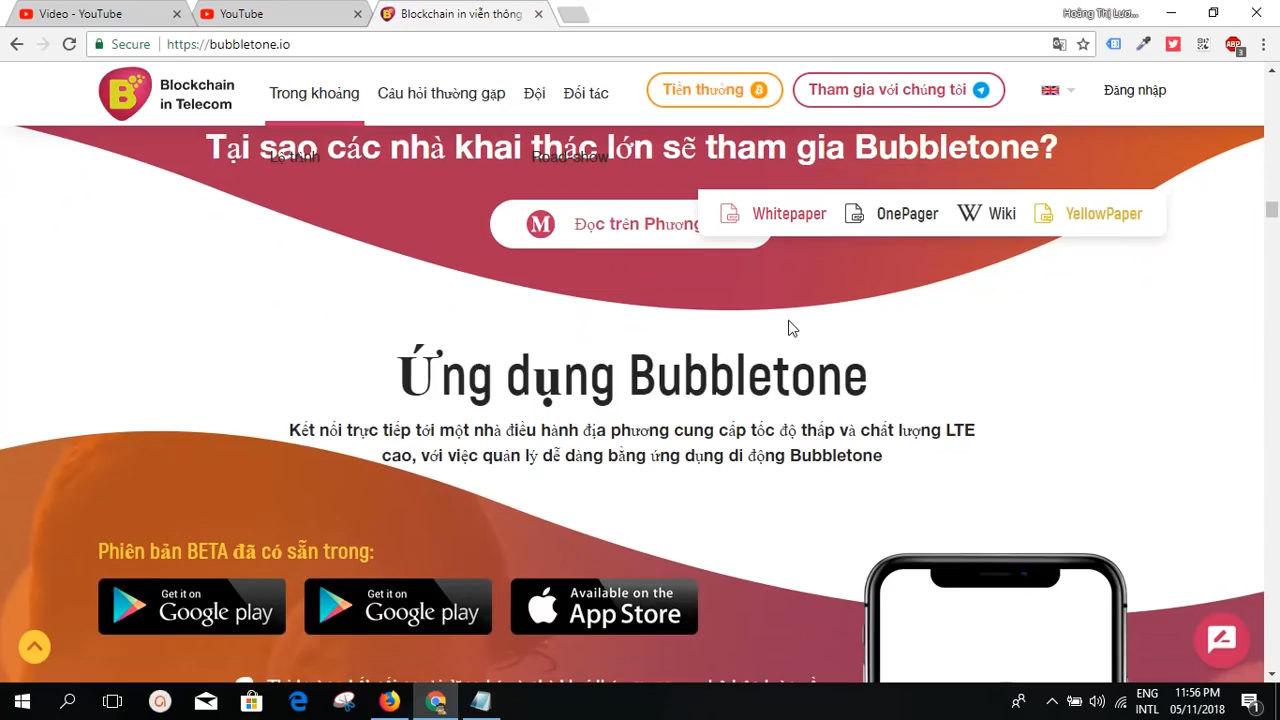 Video - YouTube
YouTube
Blockchain in viễn thông
Hoàng Thị Lươ...
Secure
https://bubbletone.io
ABP
3
B
Blockchain
in Telecom
Trong khoảng
Câu hỏi thường gặp
Đội
Đối tác
Tiền thưởng
Tham gia với chúng tôi
Đăng nhập
Tại sao các nhà khai thác lớn sẽ tham gia Bubbletone?
Lộ trình
Road-show
M Đọc trên Phương
Whitepaper
OnePager
W Wiki
YellowPaper
Ứng dụng Bubbletone
Kết nối trực tiếp tới một nhà điều hành địa phương cung cấp tốc độ thấp và chất lượng LTE
cao, với việc quản lý dễ dàng bằng ứng dụng di động Bubbletone
Phiên bản BETA đã có sẵn trong:
Get it on
Google play
Get it on
Google play
Available on the
App Store
ENG
INTL
11:56 PM
05/11/2018
1